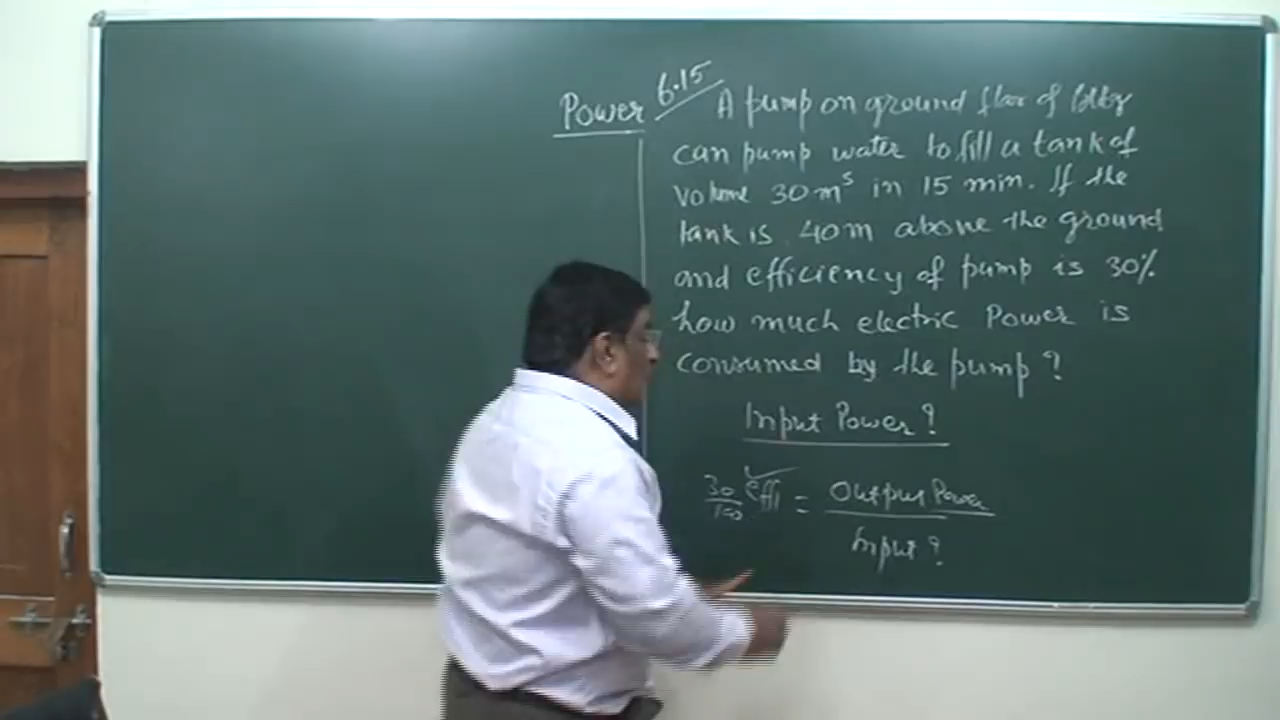 Power 6.15 A pump on ground floor of bldg
can pump water to fill a tank of
volume 30 m³ in 15 min. If the
tank is 40m above the ground
and efficiency of pump is 30%
how much electric Power is
consumed by the pump?
Input Power?
30/100 effi = Output Power / Input?